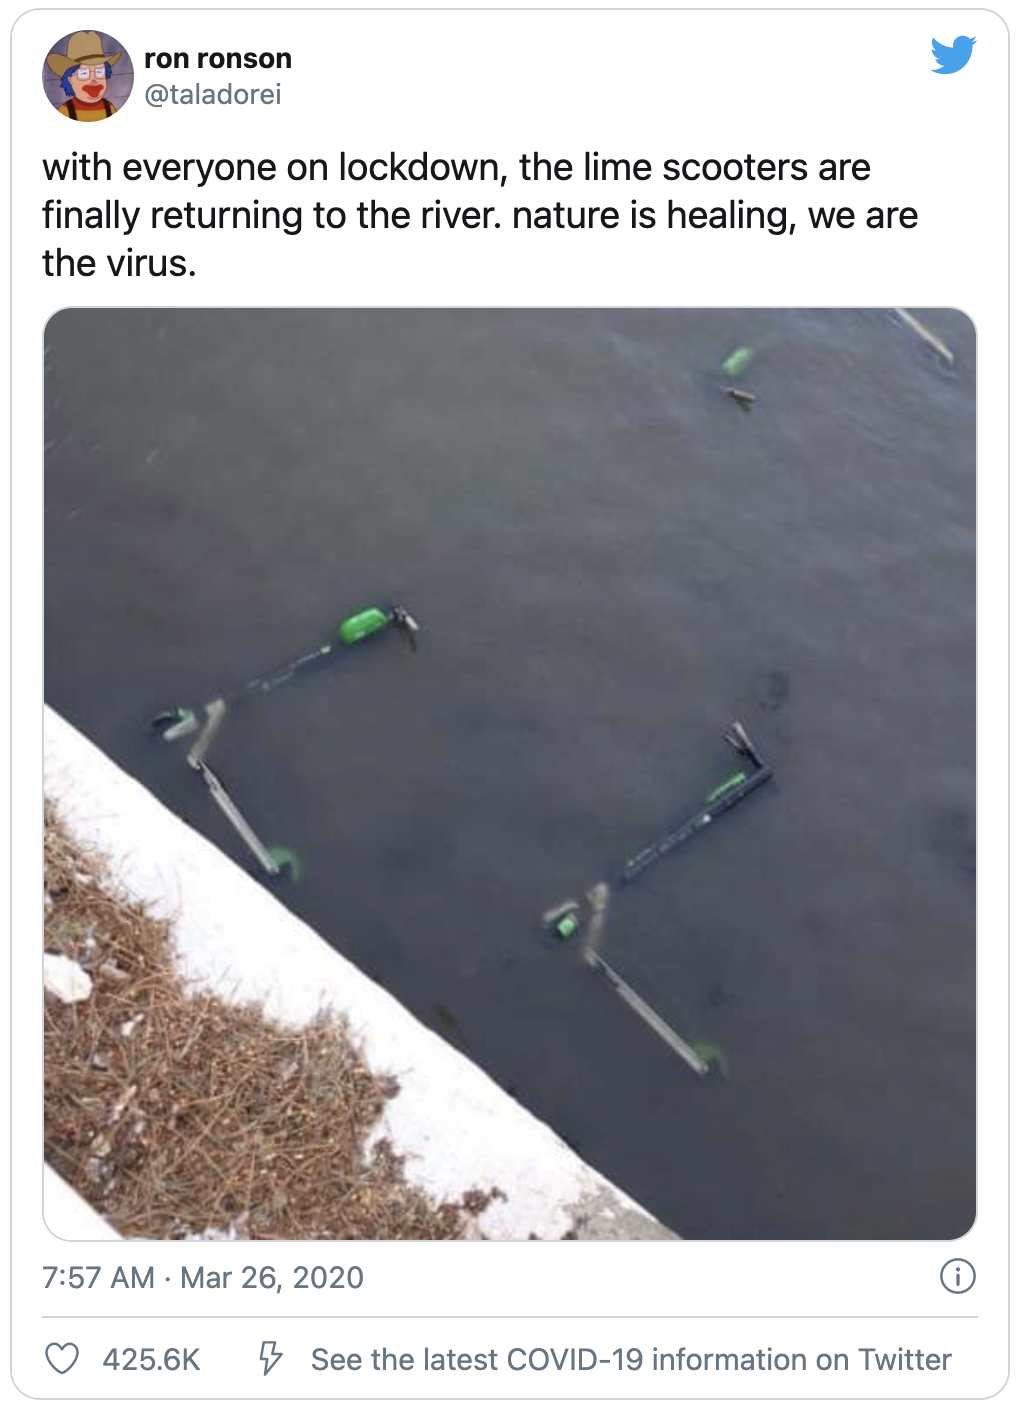 ron ronson
@taladorei
with everyone on lockdown, the lime scooters are
finally returning to the river. nature is healing, we are
the virus.
7:57 AM · Mar 26, 2020
425.6K
See the latest COVID-19 information on Twitter